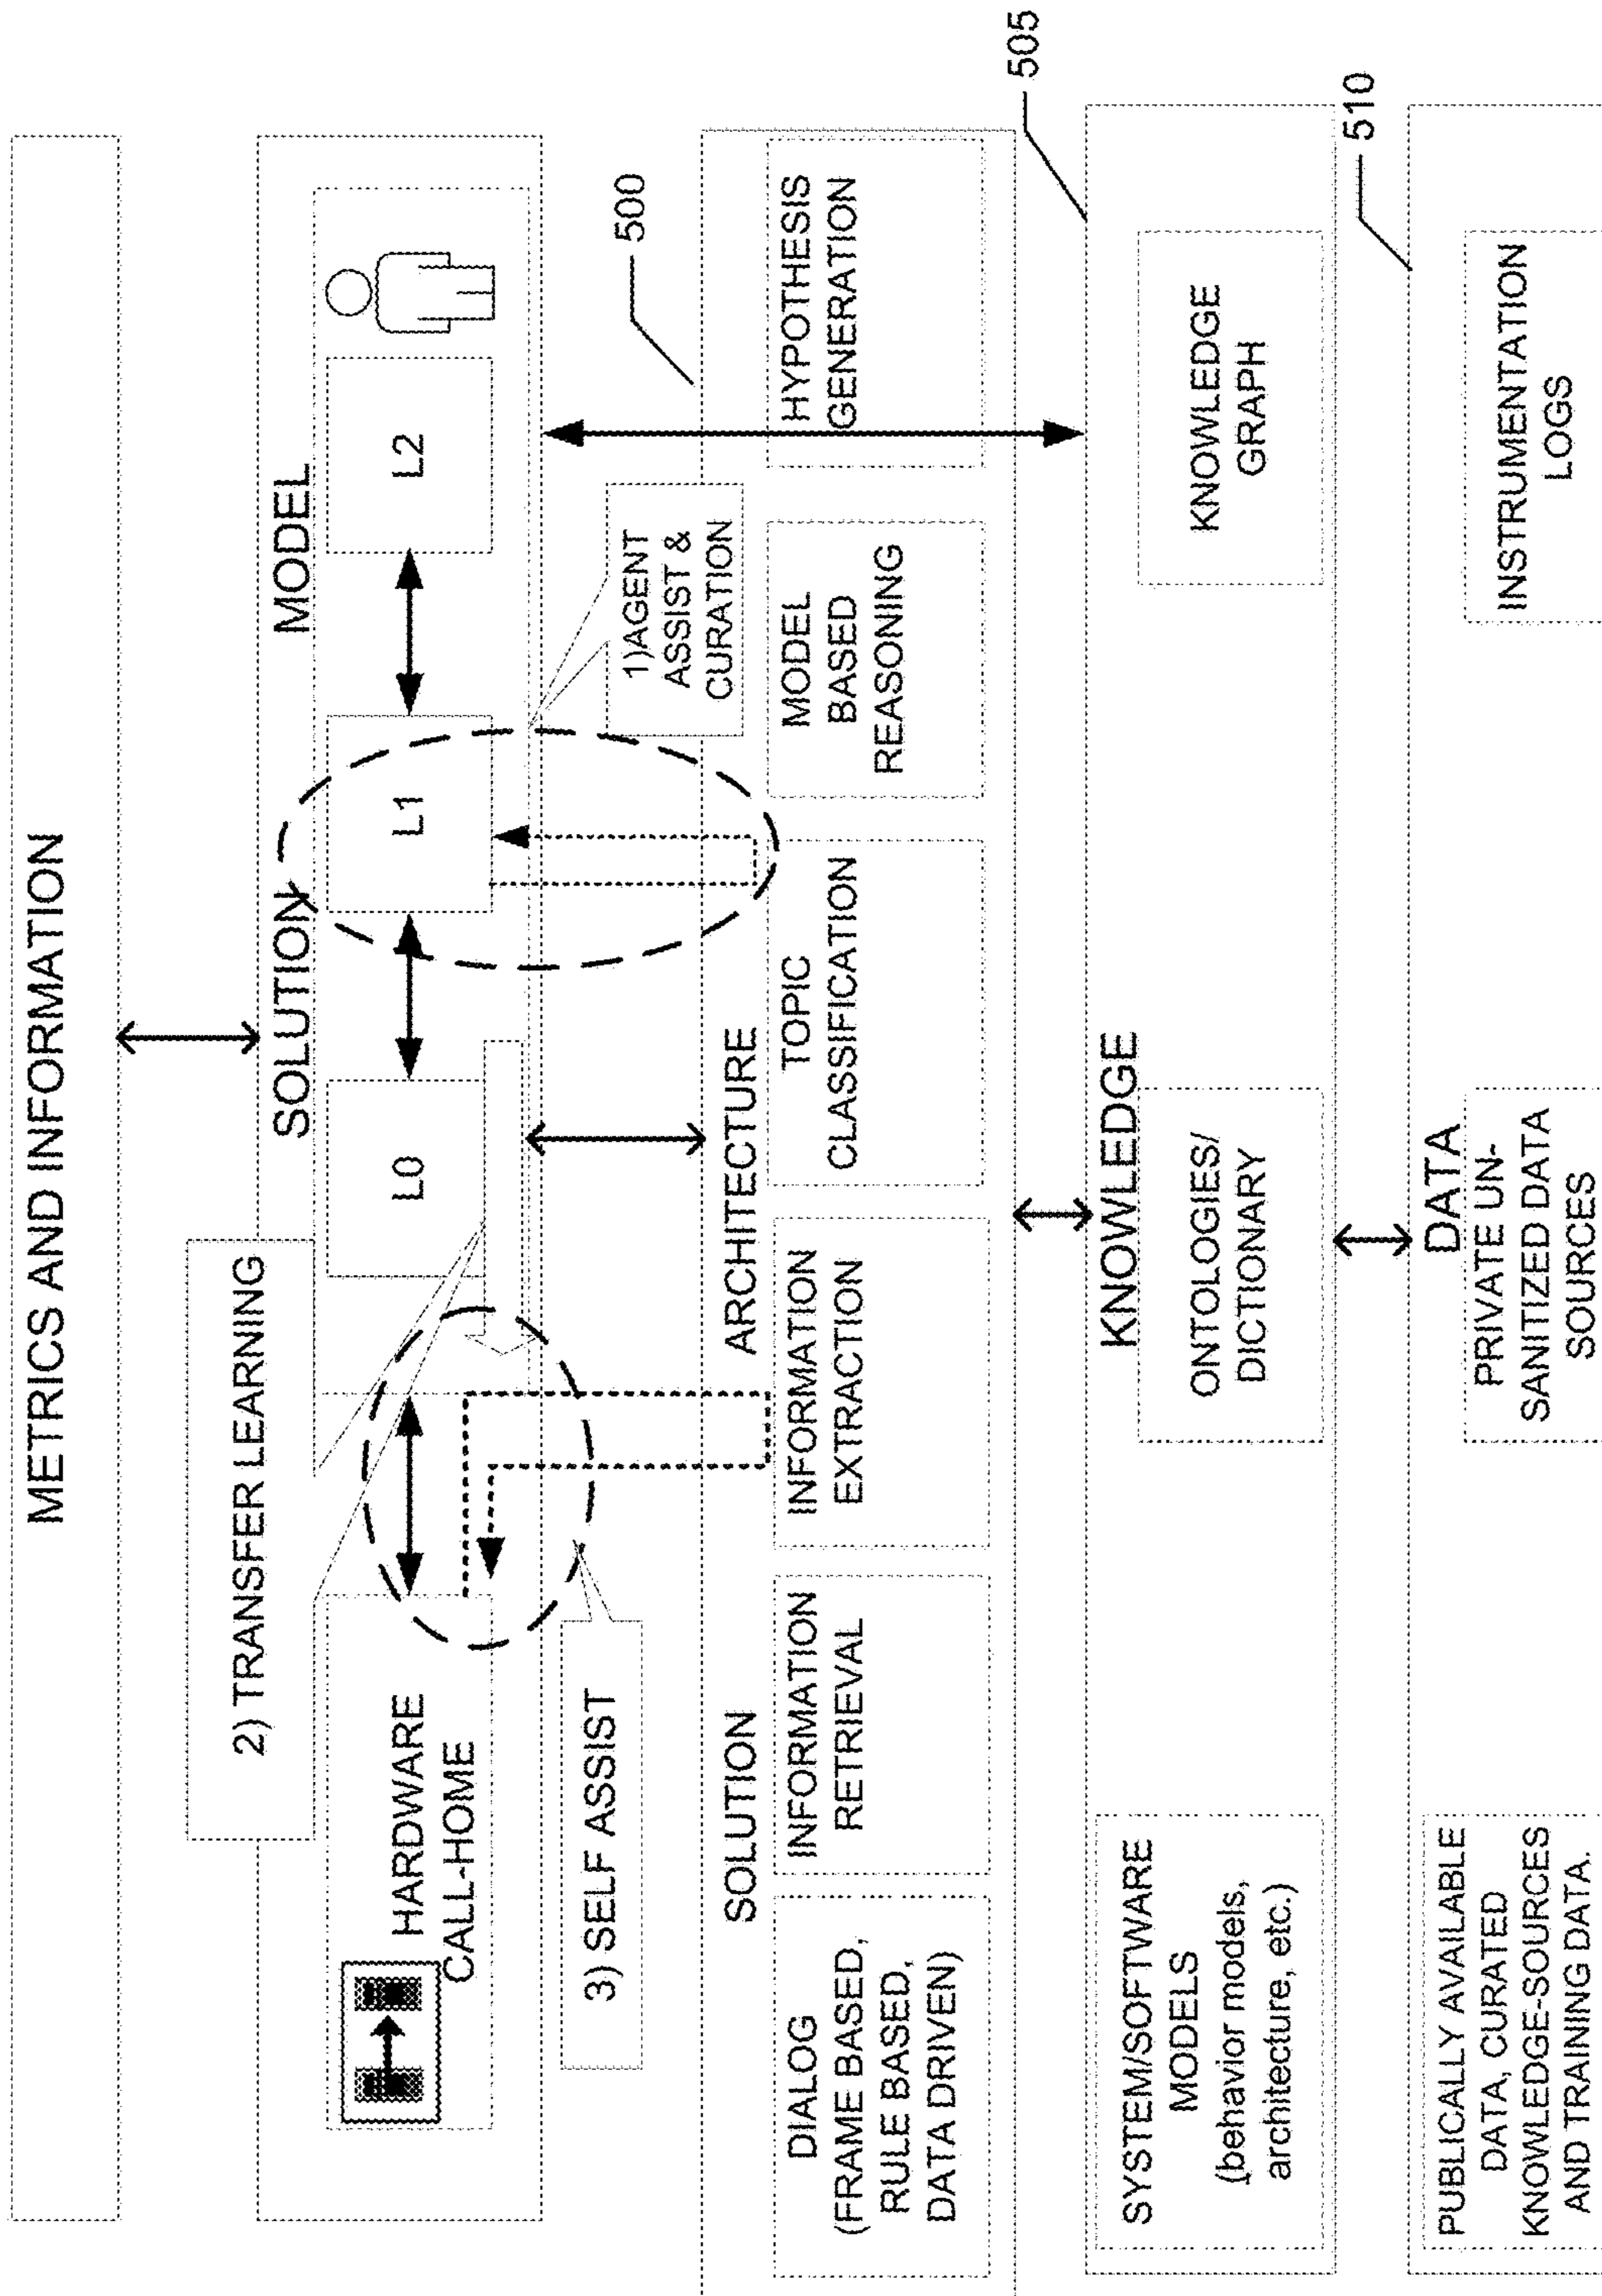 METRICS AND INFORMATION
SOLUTION MODEL
2) TRANSFER LEARNING
HARDWARE
CALL-HOME
L0
L1
L2
3) SELF ASSIST
1)AGENT
ASSIST &
CURATION
500
SOLUTION ARCHITECTURE
DIALOG
(FRAME BASED,
RULE BASED,
DATA DRIVEN)
INFORMATION
RETRIEVAL
INFORMATION
EXTRACTION
TOPIC
CLASSIFICATION
MODEL
BASED
REASONING
HYPOTHESIS
GENERATION
505
KNOWLEDGE
SYSTEM/SOFTWARE
MODELS
(behavior models,
architecture, etc.)
ONTOLOGIES/
DICTIONARY
KNOWLEDGE
GRAPH
510
DATA
PUBLICALLY AVAILABLE
DATA, CURATED
KNOWLEDGE-SOURCES
AND TRAINING DATA.
PRIVATE UN-
SANITIZED DATA
SOURCES
INSTRUMENTATION
LOGS